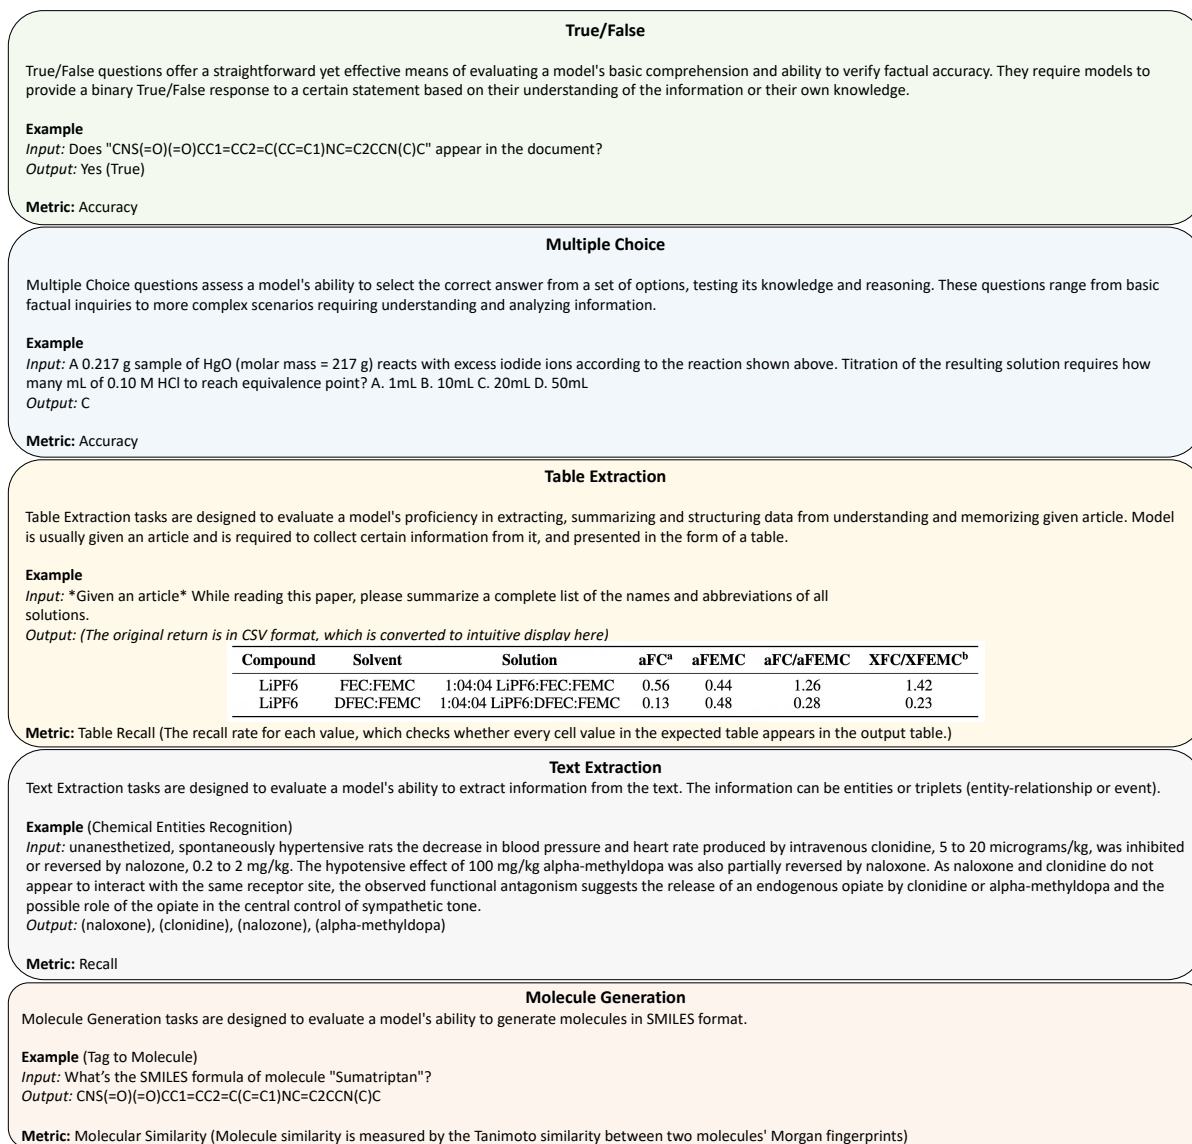 True/False
True/False questions offer a straightforward yet effective means of evaluating a model's basic comprehension and ability to verify factual accuracy. They require models to
provide a binary True/False response to a certain statement based on their understanding of the information or their own knowledge.
Example
Input: Does "CNS(=O)(=O)CC1=CC2=C(CC=C1)NC=C2CCN(C)C" appear in the document?
Output: Yes (True)
Metric: Accuracy
Multiple Choice
Multiple Choice questions assess a model's ability to select the correct answer from a set of options, testing its knowledge and reasoning. These questions range from basic
factual inquiries to more complex scenarios requiring understanding and analyzing information.
Example
Input: A 0.217 g sample of HgO (molar mass = 217 g) reacts with excess iodide ions according to the reaction shown above. Titration of the resulting solution requires how
many mL of 0.10 M HCl to reach equivalence point? A. 1mL B. 10mL C. 20mL D. 50mL
Output: C
Metric: Accuracy
Table Extraction
Table Extraction tasks are designed to evaluate a model's proficiency in extracting, summarizing and structuring data from understanding and memorizing given article. Model
is usually given an article and is required to collect certain information from it, and presented in the form of a table.
Example
Input: *Given an article* While reading this paper, please summarize a complete list of the names and abbreviations of all
solutions.
Output: (The original return is in CSV format, which is converted to intuitive display here)
Compound Solvent Solution aFCa aFEMC aFC/aFEMC XFC/XFEMCb
LiPF6 FEC:FEMC 1:04:04 LiPF6:FEC:FEMC 0.56 0.44 1.26 1.42
LiPF6 DFEC:FEMC 1:04:04 LiPF6:DFEC:FEMC 0.13 0.48 0.28 0.23
Metric: Table Recall (The recall rate for each value, which checks whether every cell value in the expected table appears in the output table.)
Text Extraction
Text Extraction tasks are designed to evaluate a model's ability to extract information from the text. The information can be entities or triplets (entity-relationship or event).
Example (Chemical Entities Recognition)
Input: unanesthetized, spontaneously hypertensive rats the decrease in blood pressure and heart rate produced by intravenous clonidine, 5 to 20 micrograms/kg, was inhibited
or reversed by nalozone, 0.2 to 2 mg/kg. The hypotensive effect of 100 mg/kg alpha-methyldopa was also partially reversed by naloxone. As naloxone and clonidine do not
appear to interact with the same receptor site, the observed functional antagonism suggests the release of an endogenous opiate by clonidine or alpha-methyldopa and the
possible role of the opiate in the central control of sympathetic tone.
Output: (naloxone), (clonidine), (nalozone), (alpha-methyldopa)
Metric: Recall
Molecule Generation
Molecule Generation tasks are designed to evaluate a model's ability to generate molecules in SMILES format.
Example (Tag to Molecule)
Input: What's the SMILES formula of molecule "Sumatriptan"?
Output: CNS(=O)(=O)CC1=CC2=C(C=C1)NC=C2CCN(C)C
Metric: Molecular Similarity (Molecule similarity is measured by the Tanimoto similarity between two molecules' Morgan fingerprints)